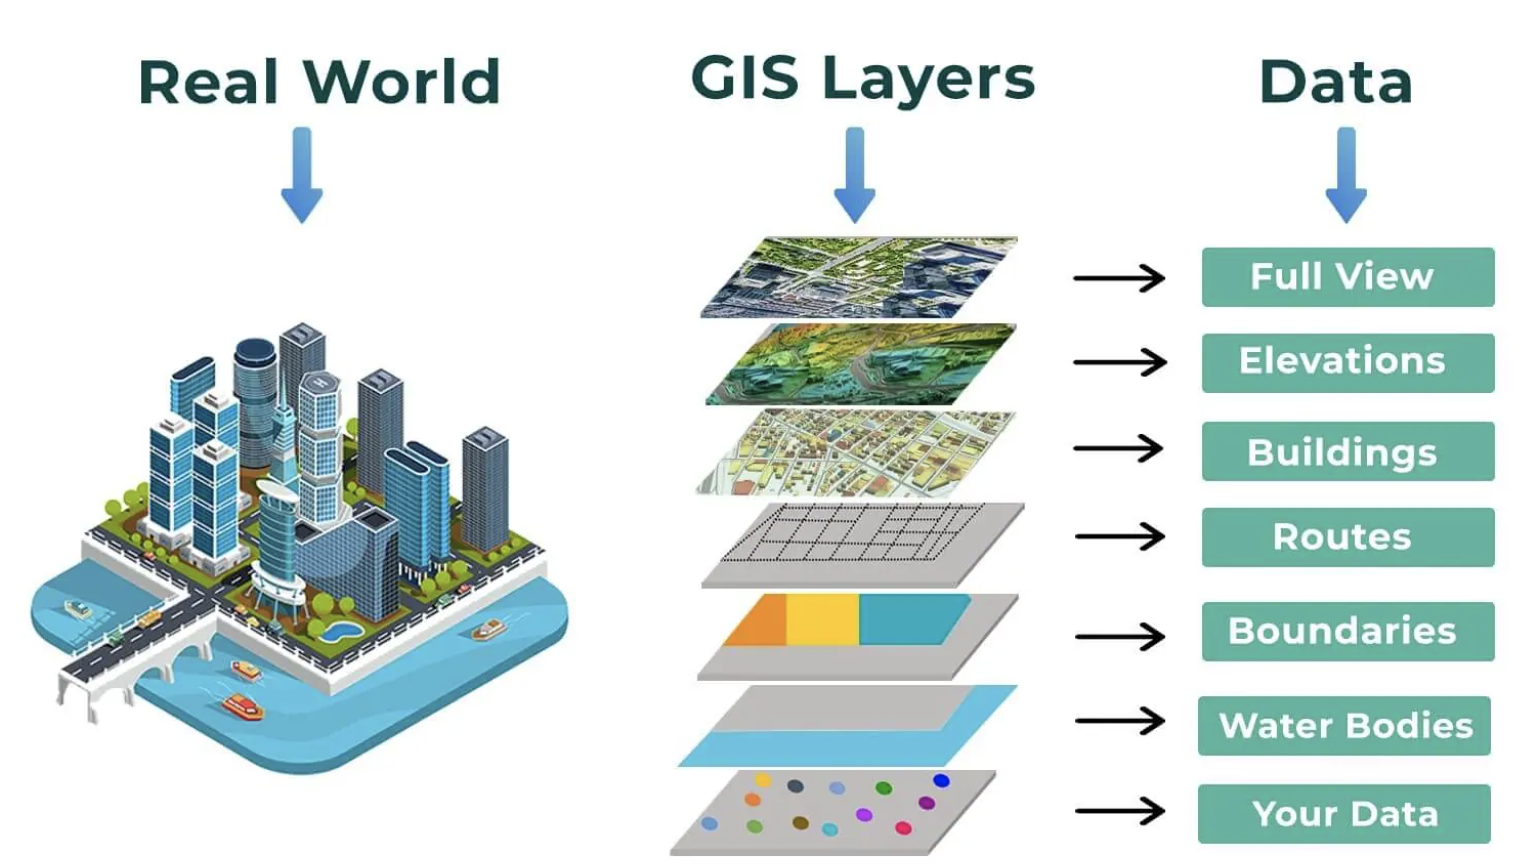 Real World
GIS Layers
Data
Full View
Elevations
Buildings
Routes
Boundaries
Water Bodies
Your Data